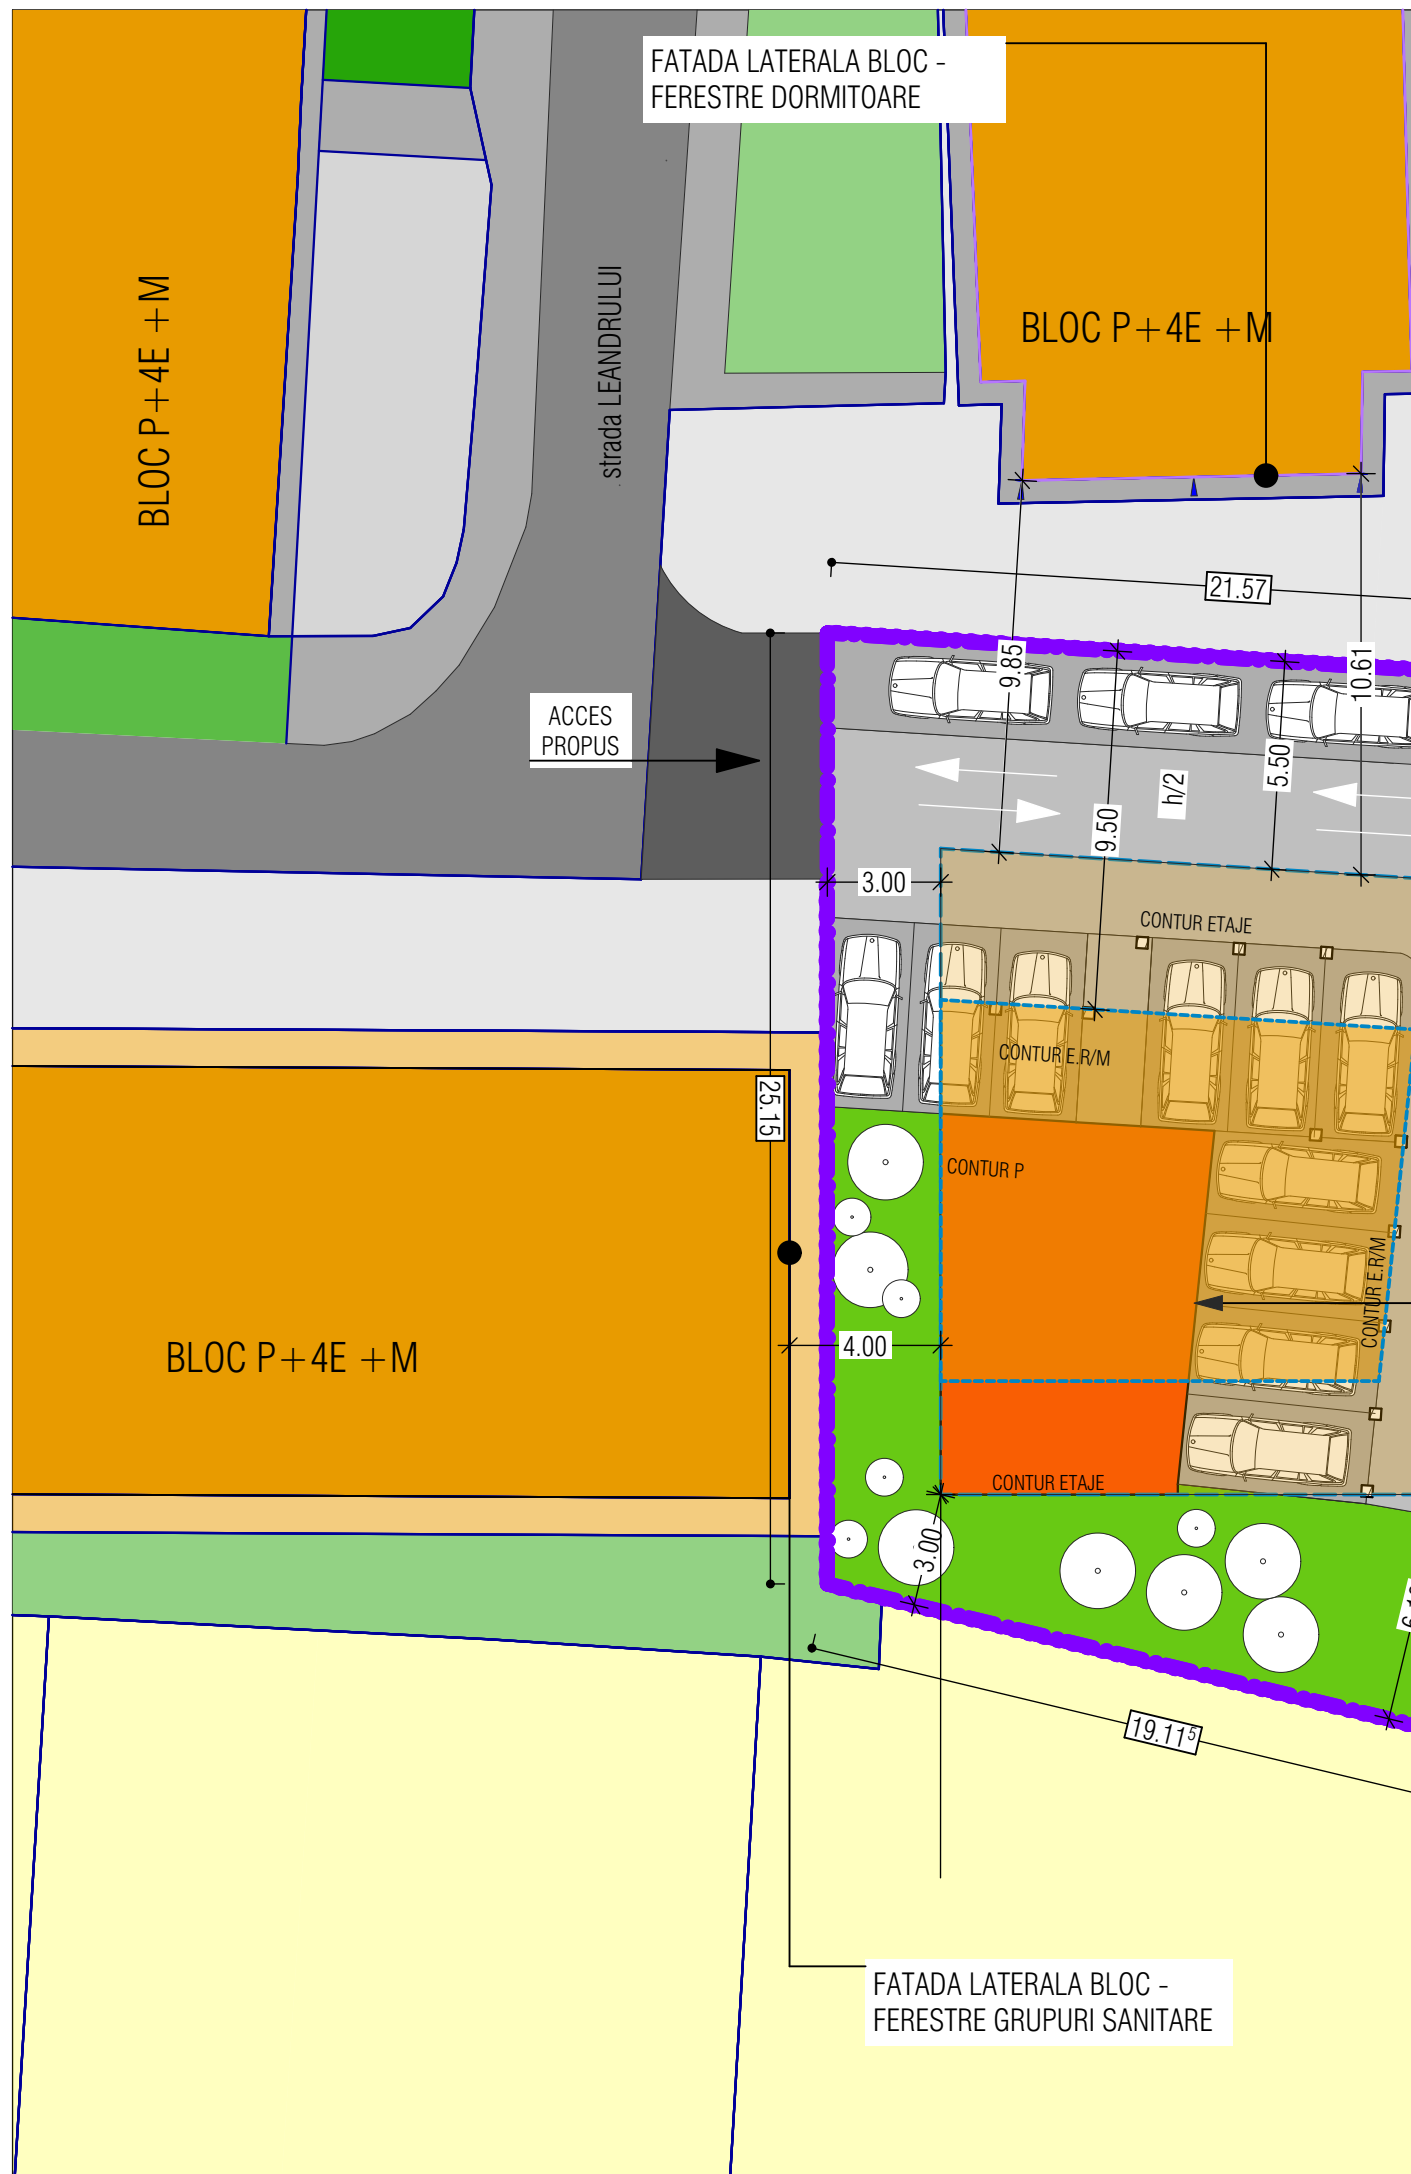 FATADA LATERALA BLOC -
FERESTRE DORMITOARE
BLOC P+4E +M
strada LEANDRULUI
BLOC P+4E +M
21.57
9.85
10.61
ACCES
PROPUS
5.50
h/2
9.50
3.00
CONTUR ETAJE
CONTUR E.R/M
25.15
CONTUR P
CONTUR E.R/M
4.00
BLOC P+4E +M
CONTUR ETAJE
3.00
19.11⁵
FATADA LATERALA BLOC -
FERESTRE GRUPURI SANITARE